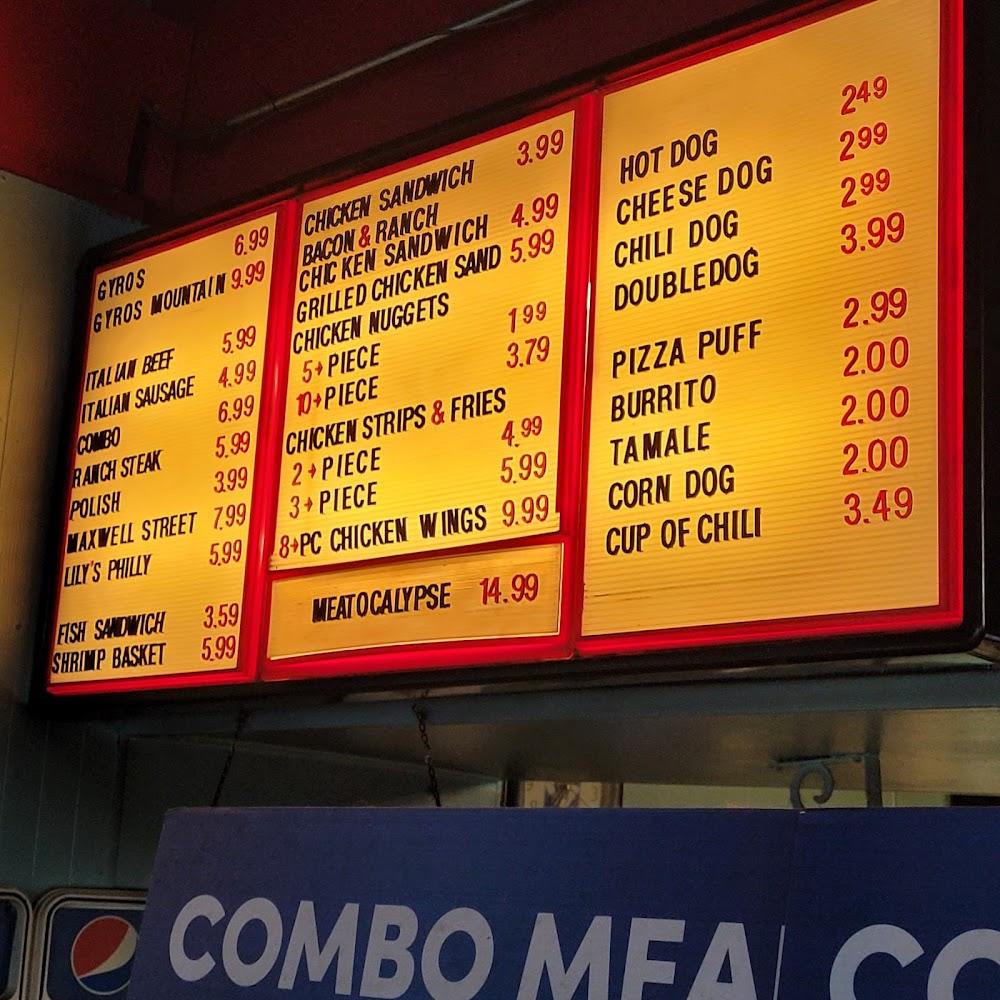 GYROS 6.99
GYROS MOUNTAIN 9.99
ITALIAN BEEF 5.99
ITALIAN SAUSAGE 4.99
COMBO 6.99
RANCH STEAK 5.99
POLISH 3.99
MAXWELL STREET 7.99
LILY'S PHILLY 5.99
FISH SANDWICH 3.59
SHRIMP BASKET 5.99
CHICKEN SANDWICH 3.99
BACON & RANCH
CHICKEN SANDWICH 4.99
GRILLED CHICKEN SAND 5.99
CHICKEN NUGGETS
5 PIECE 1.99
10 PIECE 3.79
CHICKEN STRIPS & FRIES
2 PIECE 4.99
3 PIECE 5.99
8 PC CHICKEN WINGS 9.99
MEATOCALYPSE 14.99
HOT DOG 2.49
CHEESE DOG 2.99
CHILI DOG 2.99
DOUBLEDOG 3.99
PIZZA PUFF 2.99
BURRITO 2.00
TAMALE 2.00
CORN DOG 2.00
CUP OF CHILI 3.49
COMBO MEA CO